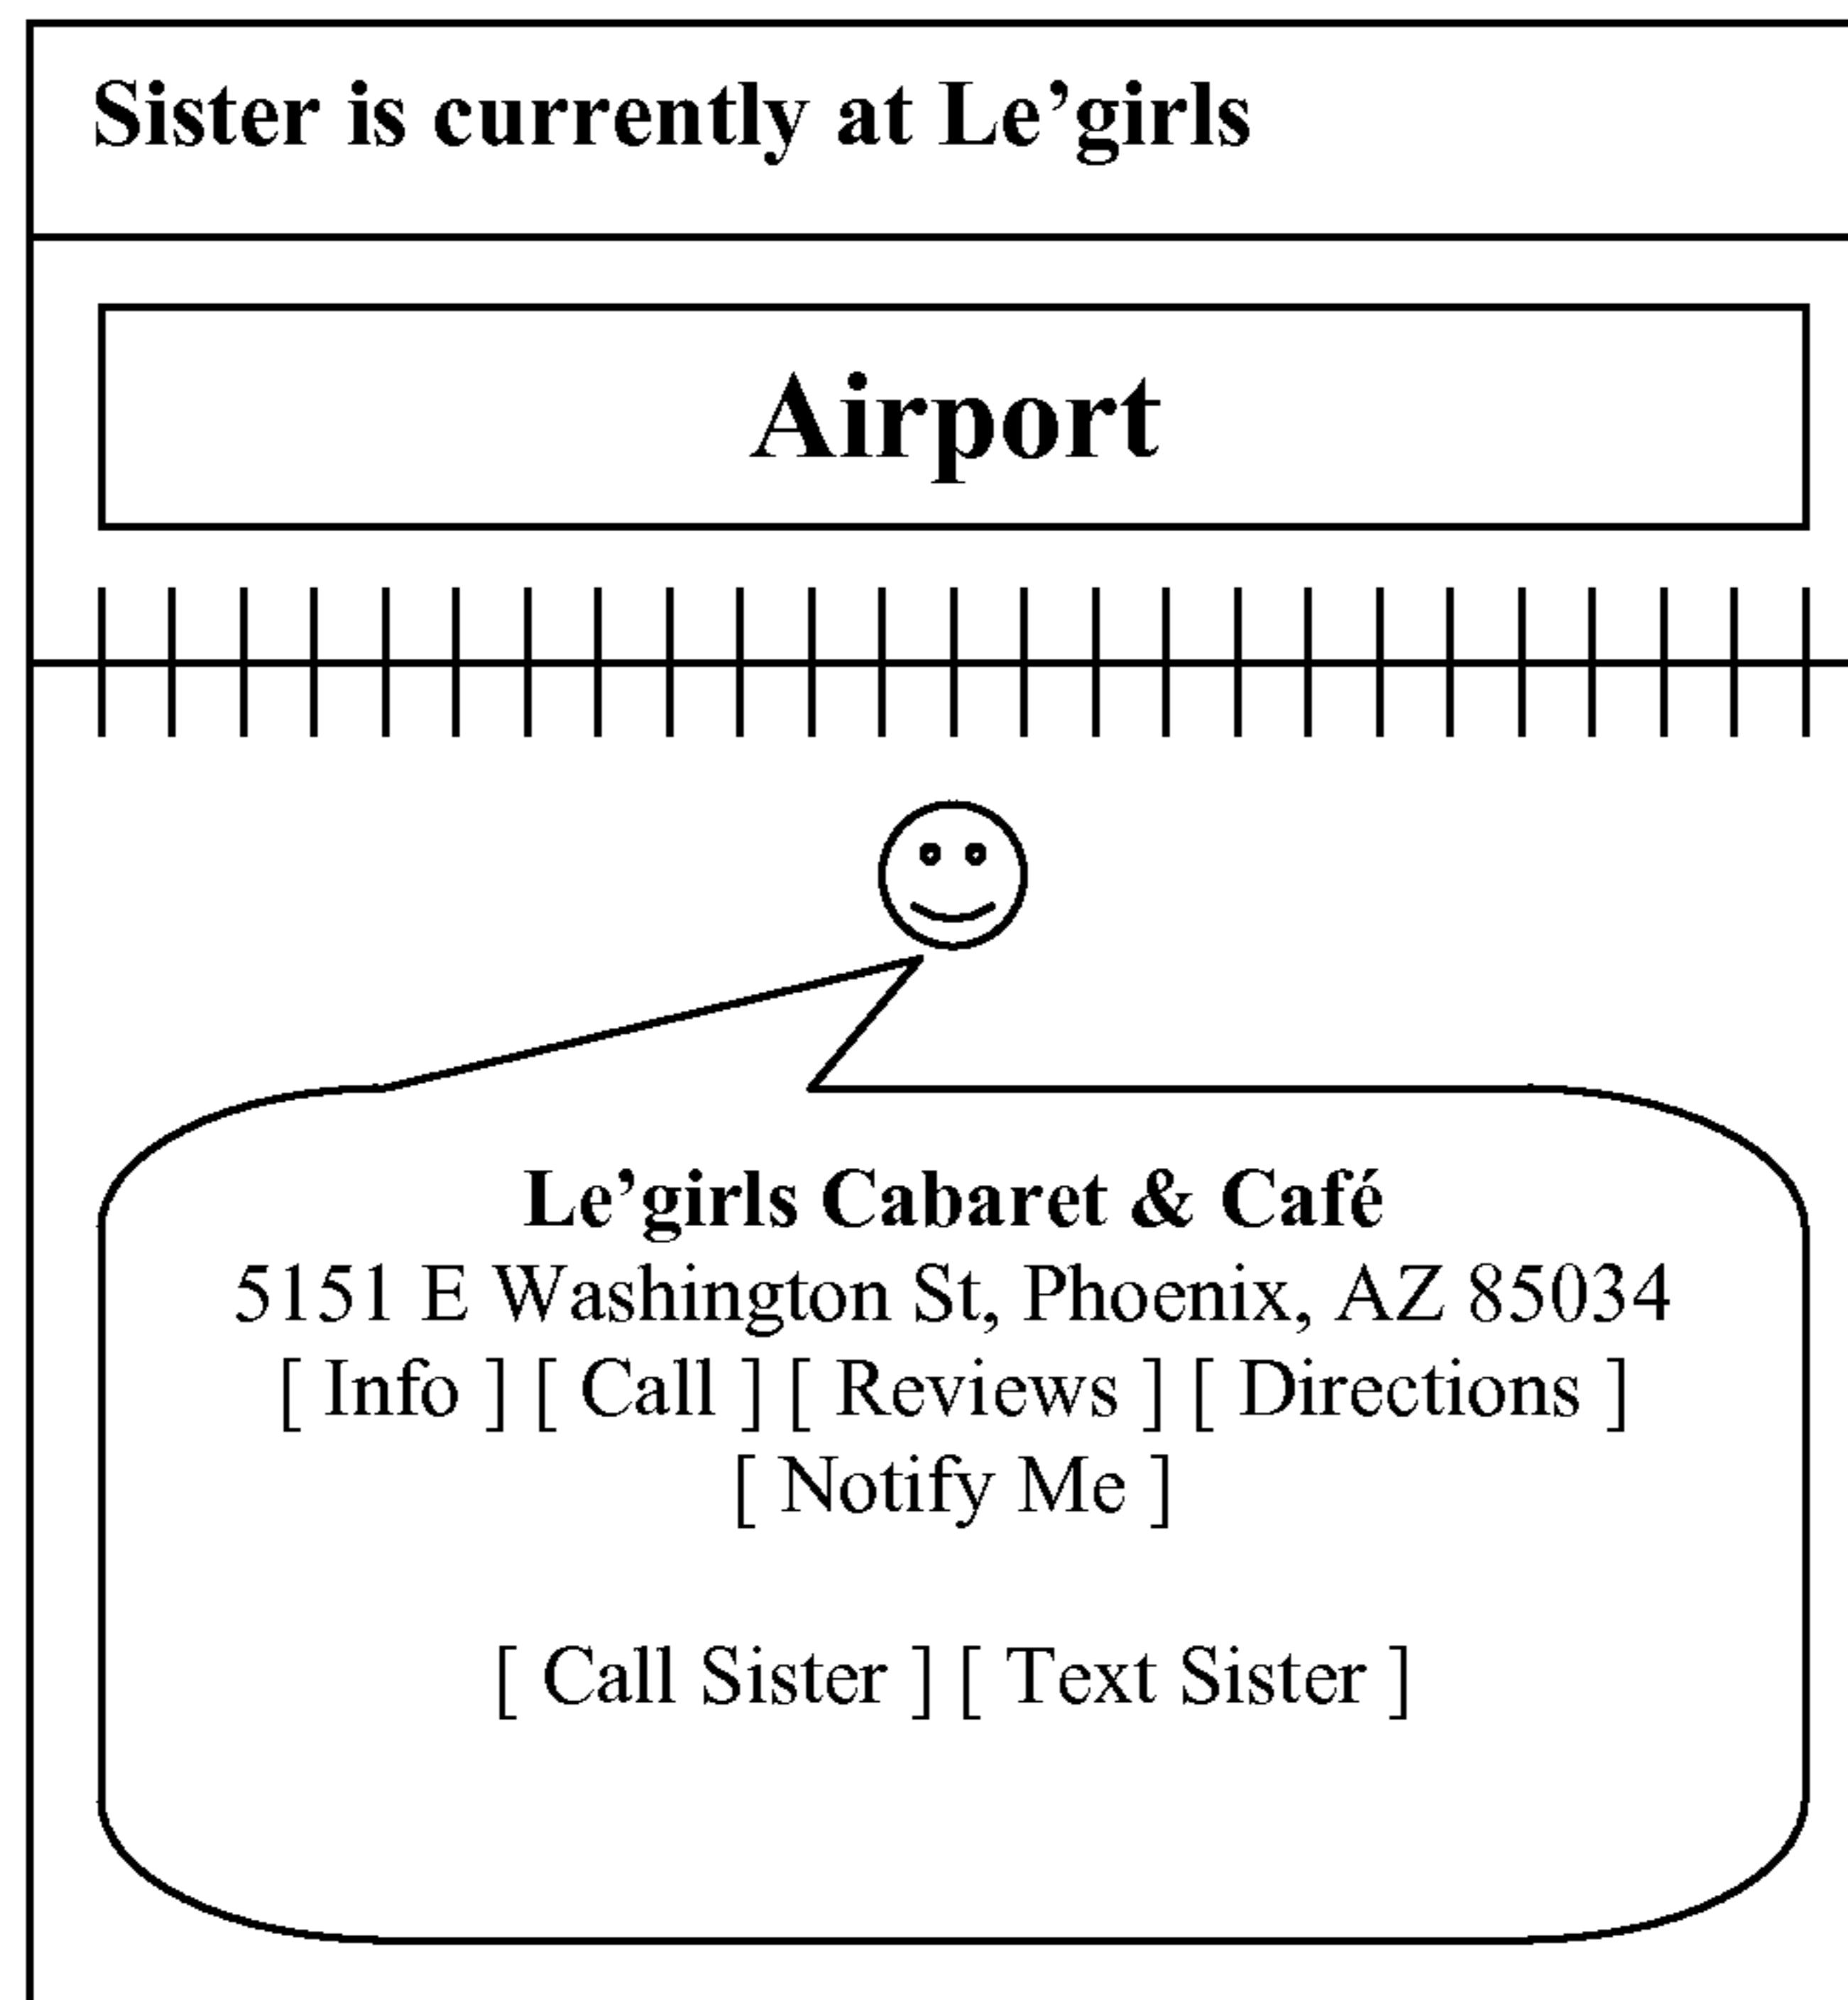 Sister is currently at Le’girls
Airport
Le’girls Cabaret & Café
5151 E Washington St, Phoenix, AZ 85034
[ Info ] [ Call ] [ Reviews ] [ Directions ]
[ Notify Me ]
[ Call Sister ] [ Text Sister ]